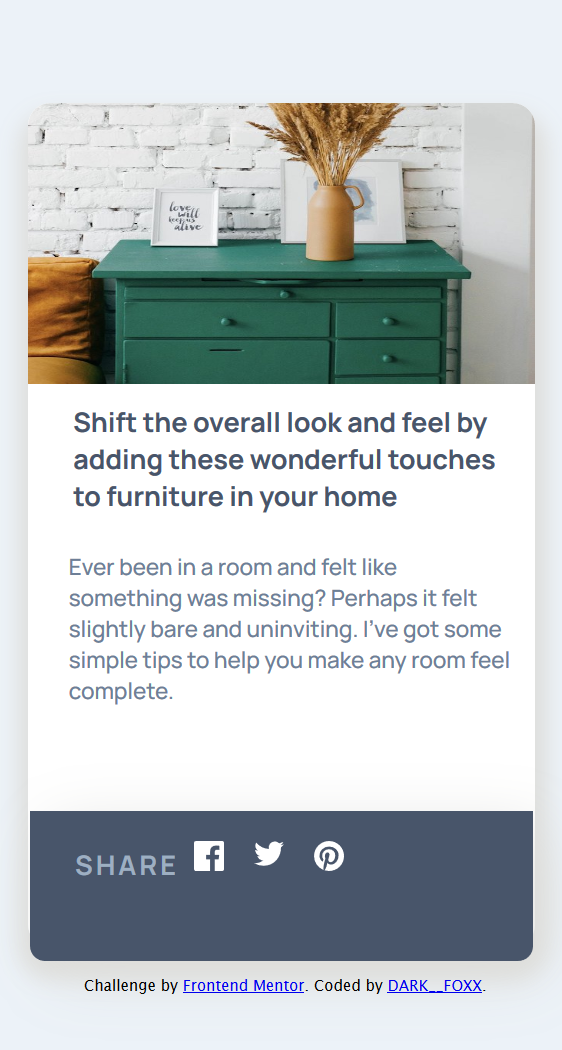 love
will
keep us
alive
Shift the overall look and feel by
adding these wonderful touches
to furniture in your home
Ever been in a room and felt like
something was missing? Perhaps it felt
slightly bare and uninviting. I’ve got some
simple tips to help you make any room feel
complete.
SHARE
Challenge by Frontend Mentor. Coded by DARK__FOXX.